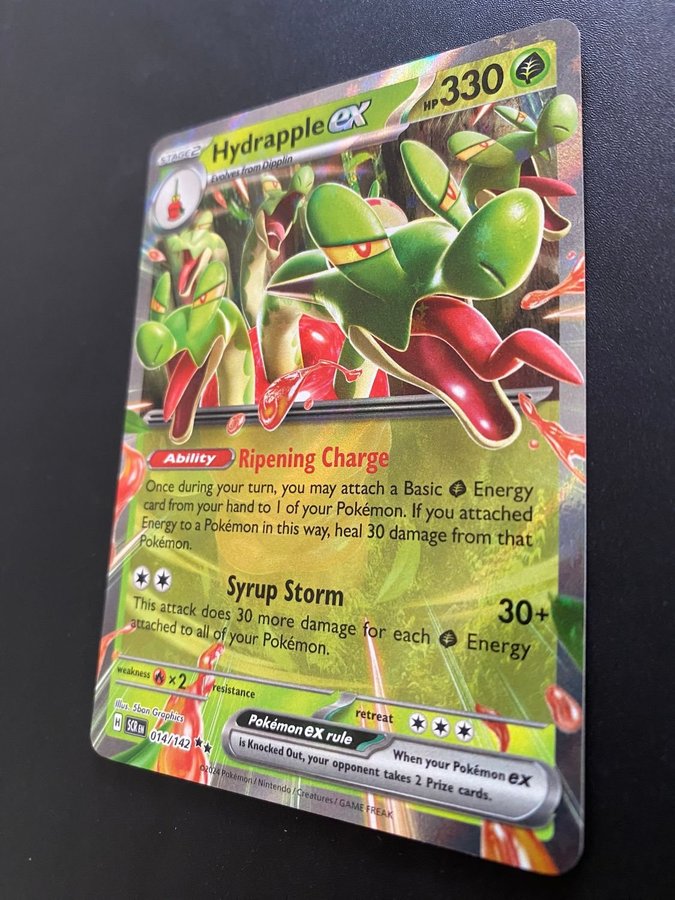 STAGE 2 Hydrapple ex HP 330
Evolves from Dipplin
Ability Ripening Charge
Once during your turn, you may attach a Basic Energy
card from your hand to 1 of your Pokémon. If you attached
Energy to a Pokémon in this way, heal 30 damage from that
Pokémon.
Syrup Storm 30+
This attack does 30 more damage for each Energy
attached to all of your Pokémon.
weakness ×2 resistance retreat
Illus. 5ban Graphics
H SCR EN 014/142 ★★
Pokémon ex rule When your Pokémon ex
is Knocked Out, your opponent takes 2 Prize cards.
©2024 Pokémon / Nintendo / Creatures / GAME FREAK